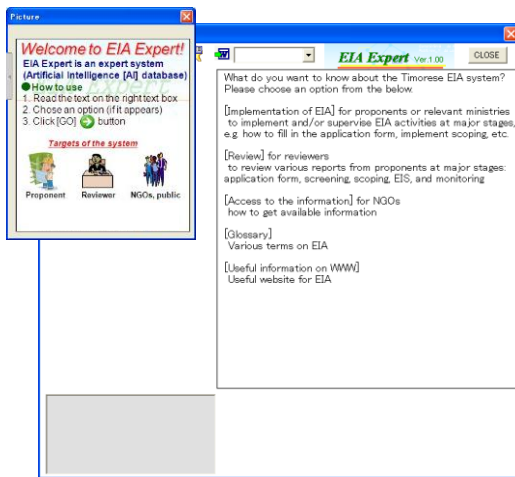 Picture
Welcome to EIA Expert!
EIA Expert is an expert system
(Artificial Intelligence [AI] database)
●How to use
1. Read the text on the right text box
2. Chose an option (if it appears)
3. Click [GO] button
Targets of the system
Proponent Reviewer NGOs, public
EIA Expert Ver.1.00
CLOSE
What do you want to know about the Timorese EIA system?
Please choose an option from the below.
[Implementation of EIA] for proponents or relevant ministries
to implement and/or supervise EIA activities at major stages,
e.g. how to fill in the application form, implement scoping, etc.
[Review] for reviewers
to review various reports from proponents at major stages:
application form, screening, scoping, EIS, and monitoring
[Access to the information] for NGOs
how to get available information
[Glossary]
Various terms on EIA
[Useful information on WWW]
Useful website for EIA